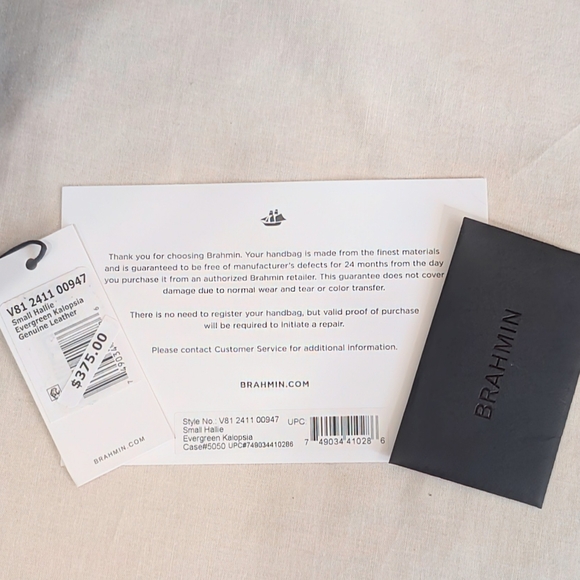 V81 2411 00947
Small Hallie
Evergreen Kalopsia
Genuine Leather
$375.00
BRAHMIN.COM
Thank you for choosing Brahmin. Your handbag is made from the finest materials
and is guaranteed to be free of manufacturer's defects for 24 months from the day
you purchase it from an authorized Brahmin retailer. This guarantee does not cover
damage due to normal wear and tear or color transfer.
There is no need to register your handbag, but valid proof of purchase
will be required to initiate a repair.
Please contact Customer Service for additional information.
BRAHMIN.COM
Style No.: V81 2411 00947 UPC:
Small Hallie
Evergreen Kalopsia
Case#5050 UPC#749034410286
7 49034 41028 6
BRAHMIN